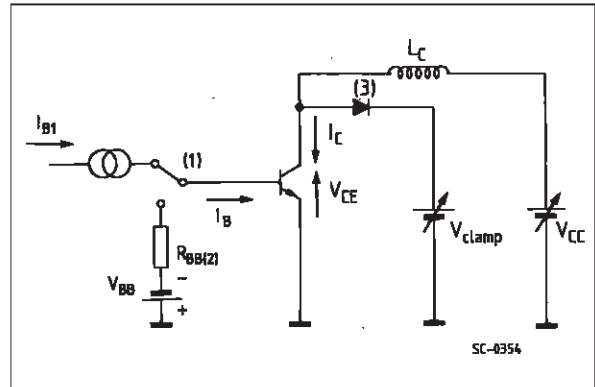 L_C
(3)
I_B1
(1)
I_C
V_CE
I_B
R_BB(2)
V_BB
-
+
V_clamp
V_CC
SC-0354